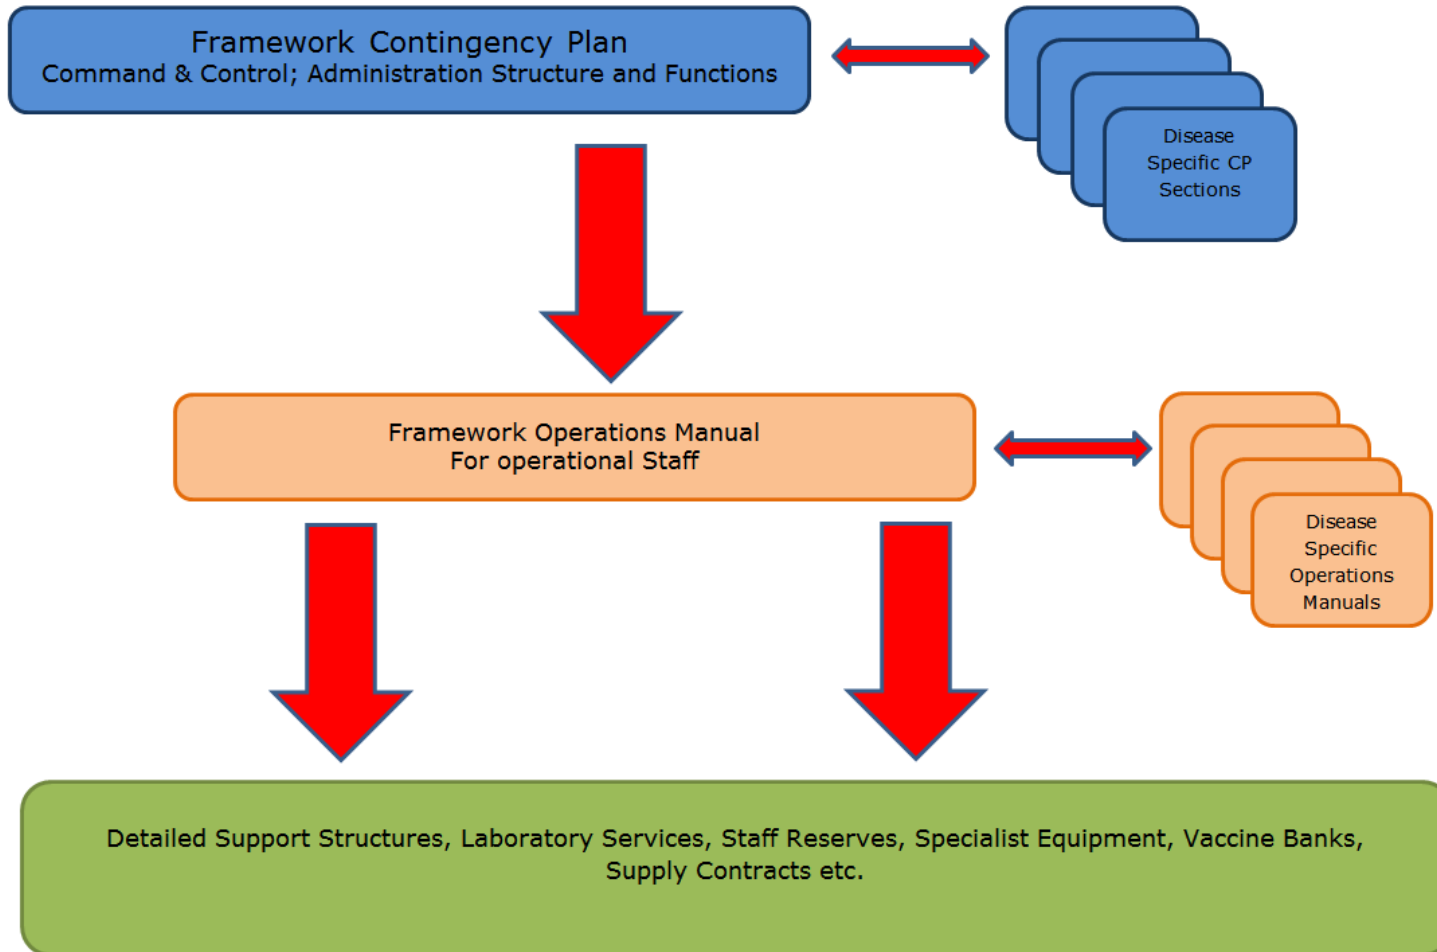 Framework Contingency Plan
Command & Control; Administration Structure and Functions
Disease
Specific CP
Sections
Framework Operations Manual
For operational Staff
Disease
Specific
Operations
Manuals
Detailed Support Structures, Laboratory Services, Staff Reserves, Specialist Equipment, Vaccine Banks,
Supply Contracts etc.